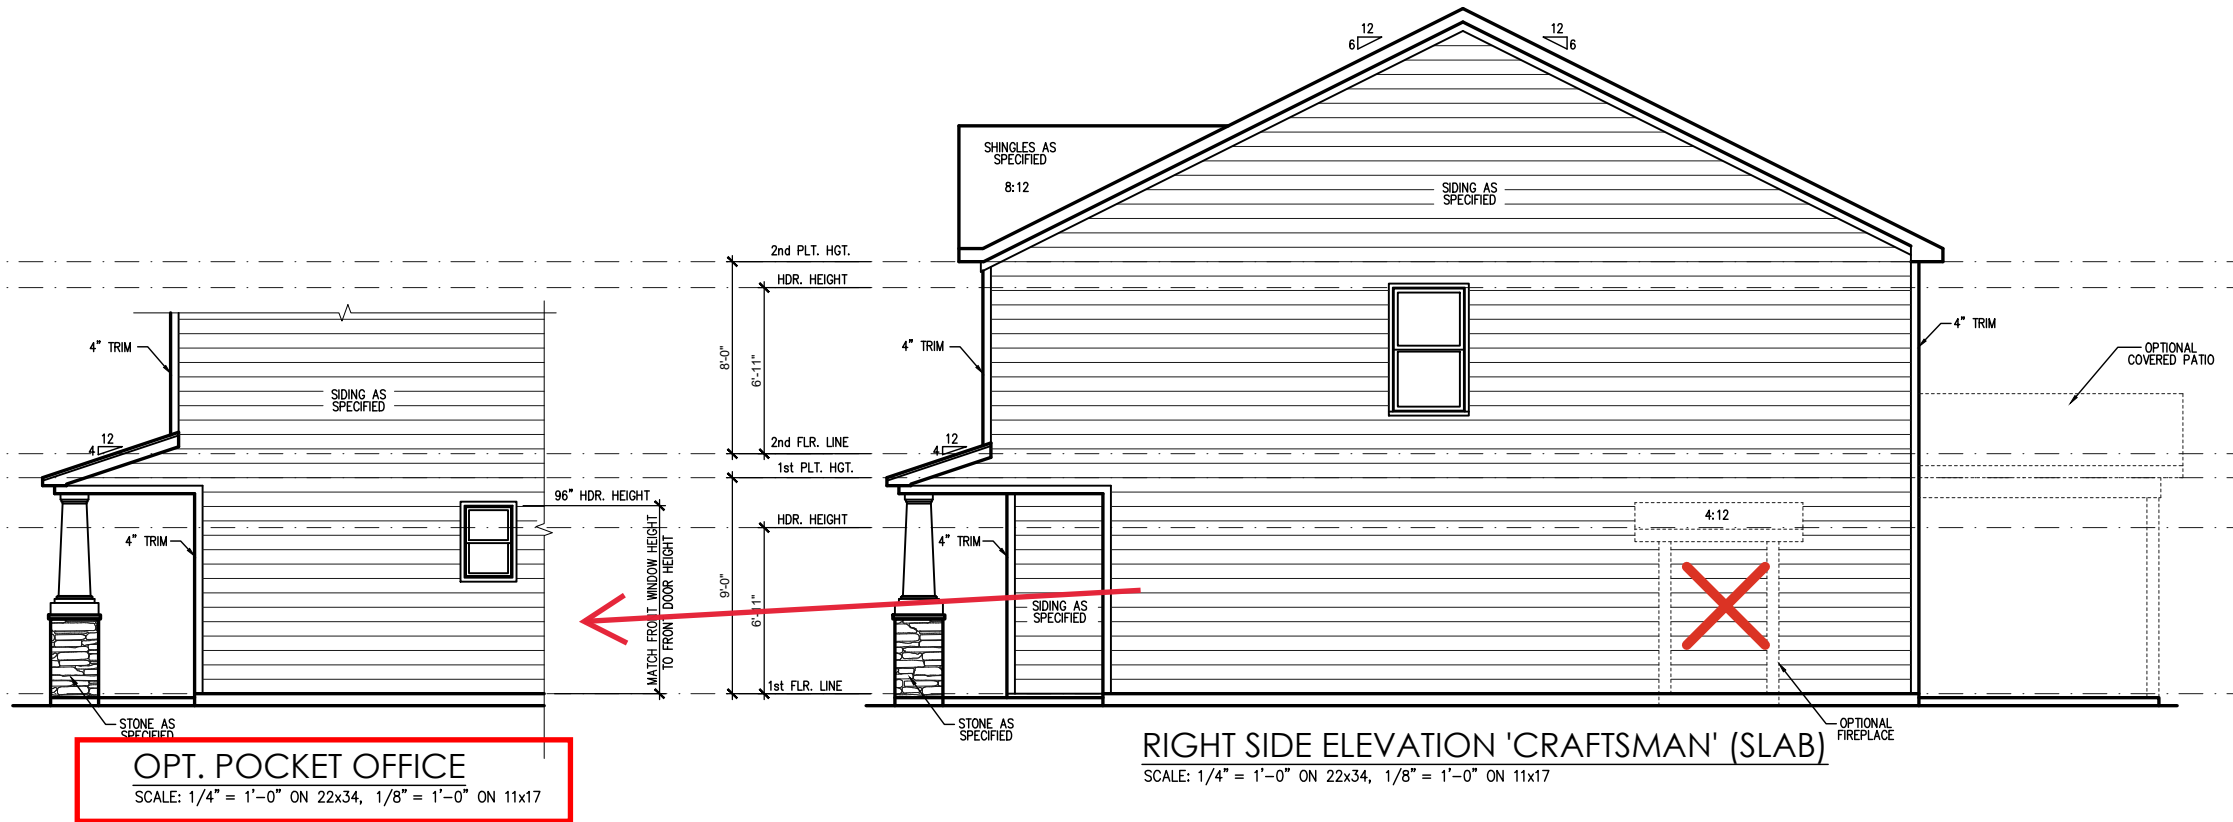 12
6
12
6
SHINGLES AS
SPECIFIED
8:12
SIDING AS
SPECIFIED
2nd PLT. HGT.
HDR. HEIGHT
4" TRIM
8'-0"
6'-11"
4" TRIM
4" TRIM
OPTIONAL
COVERED PATIO
SIDING AS
SPECIFIED
12
4
2nd FLR. LINE
1st PLT. HGT.
12
4
96" HDR. HEIGHT
HDR. HEIGHT
4:12
4" TRIM
4" TRIM
MATCH FRONT WINDOW HEIGHT
TO FRONT DOOR HEIGHT
9'-0"
6'-11"
SIDING AS
SPECIFIED
1st FLR. LINE
STONE AS
SPECIFIED
STONE AS
SPECIFIED
OPTIONAL
FIREPLACE
OPT. POCKET OFFICE
SCALE: 1/4" = 1'-0" ON 22x34, 1/8" = 1'-0" ON 11x17
RIGHT SIDE ELEVATION 'CRAFTSMAN' (SLAB)
SCALE: 1/4" = 1'-0" ON 22x34, 1/8" = 1'-0" ON 11x17